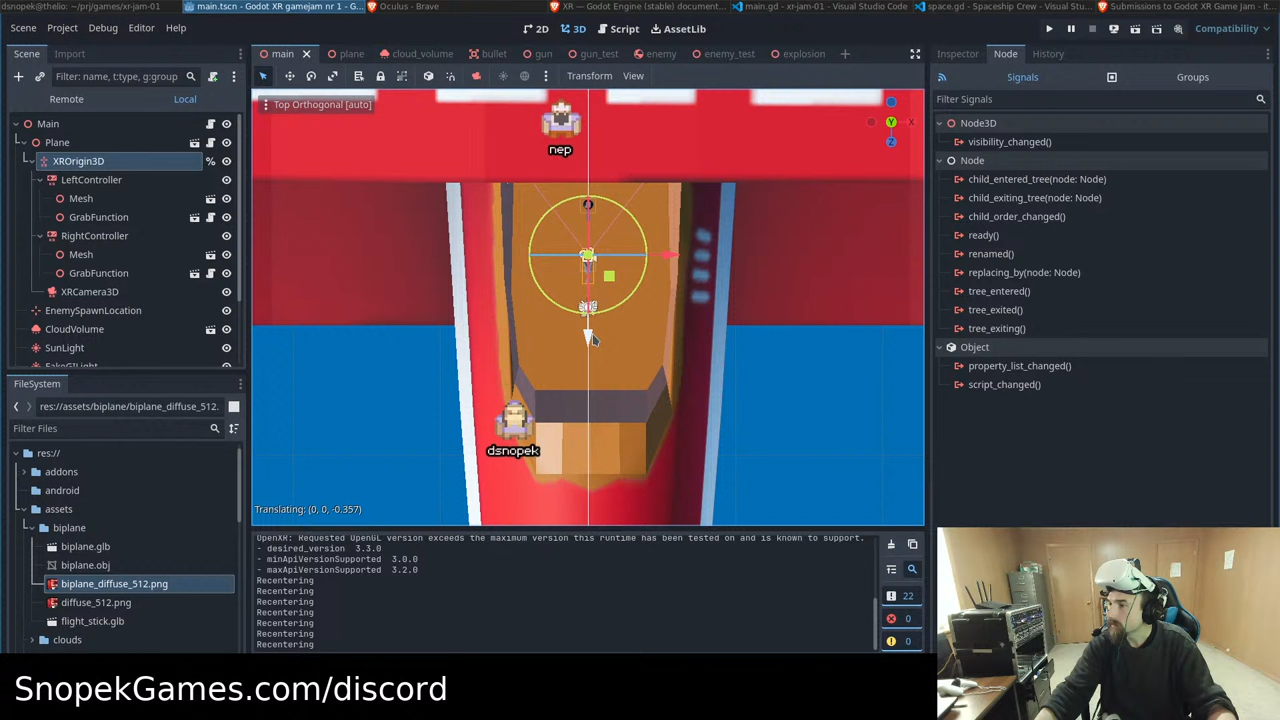 dsnopek@thelio: ~/prj/games/xr-jam-01
main.tscn - Godot XR gamejam nr 1 - G...
Oculus - Brave
XR — Godot Engine (stable) document...
main.gd - xr-jam-01 - Visual Studio Code
space.gd - Spaceship Crew - Visual Stu...
Submissions to Godot XR Game Jam - it...
Scene Project Debug Editor Help
2D 3D Script AssetLib
Compatibility
Scene Import
main plane cloud_volume bullet gun gun_test enemy enemy_test explosion
Inspector Node History
Filter: name, t:type, g:group
Transform View
Signals Groups
Remote Local
Top Orthogonal [auto]
Filter Signals
Main
Plane
XROrigin3D
LeftController
Mesh
GrabFunction
RightController
Mesh
GrabFunction
XRCamera3D
EnemySpawnLocation
CloudVolume
SunLight
FakeGILight
Y
X
Z
nep
dsnopek
Translating: (0, 0, -0.357)
Node3D
visibility_changed()
Node
child_entered_tree(node: Node)
child_exiting_tree(node: Node)
child_order_changed()
ready()
renamed()
replacing_by(node: Node)
tree_entered()
tree_exited()
tree_exiting()
Object
property_list_changed()
script_changed()
FileSystem
res://assets/biplane/biplane_diffuse_512.
Filter Files
res://
addons
android
assets
biplane
biplane.glb
biplane.obj
biplane_diffuse_512.png
diffuse_512.png
flight_stick.glb
clouds
OpenXR: Requested OpenGL version exceeds the maximum version this runtime has been tested on and is known to support.
- desired_version 3.3.0
- minApiVersionSupported 3.0.0
- maxApiVersionSupported 3.2.0
Recentering
Recentering
Recentering
Recentering
Recentering
Recentering
Recentering
22
0
0
SnopekGames.com/discord